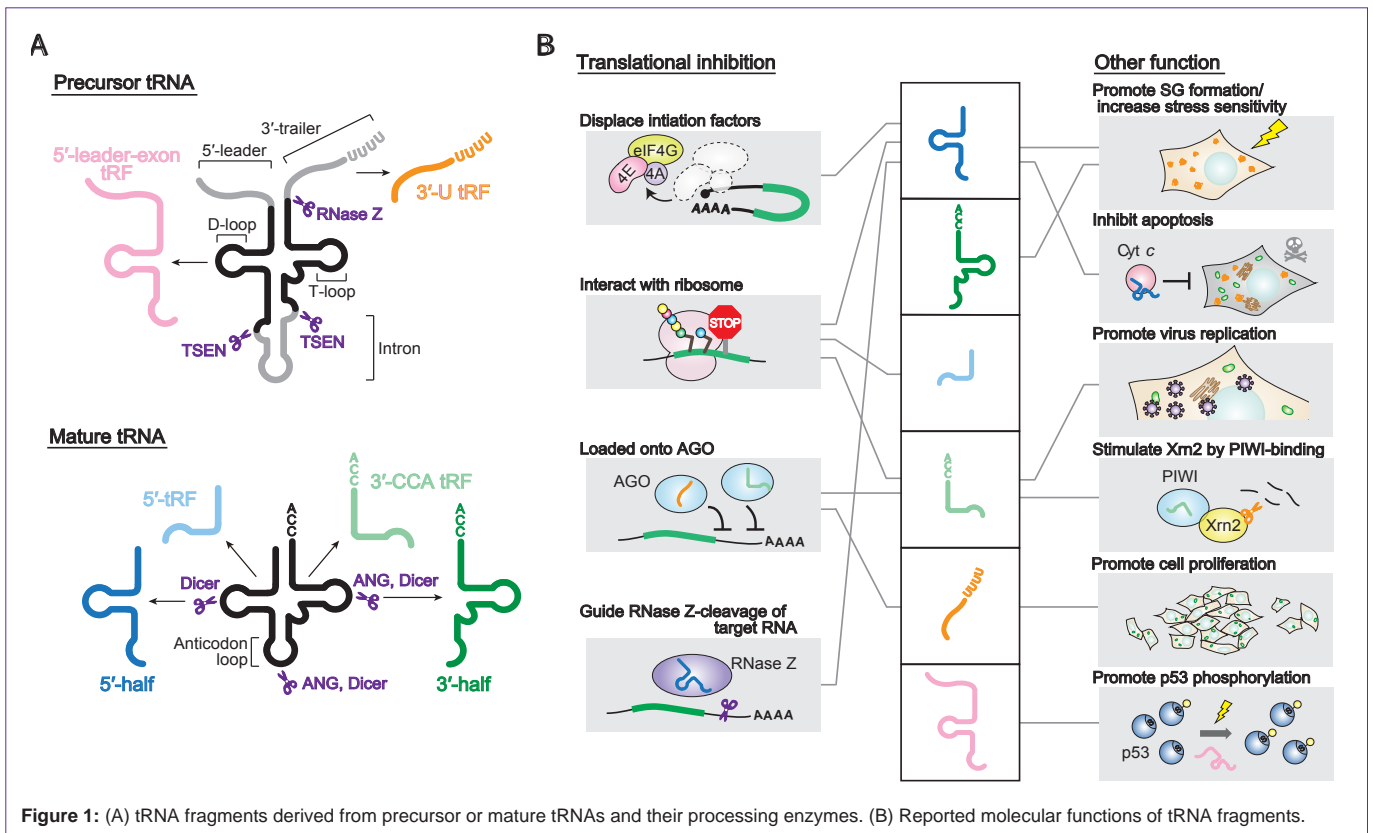 A
Precursor tRNA
5′-leader-exon
tRF
5′-leader
3′-trailer
UUUU
UUUU
3′-U tRF
RNase Z
D-loop
T-loop
TSEN
TSEN
Intron
Mature tRNA
5′-tRF
A
C
C
A
C
C
3′-CCA tRF
A
C
C
Dicer
ANG, Dicer
Anticodon
loop
ANG, Dicer
5′-half
3′-half
B
Translational inhibition
Displace intiation factors
eIF4G
4E
4A
AAAA
Interact with ribosome
STOP
Loaded onto AGO
AGO
AAAA
Guide RNase Z-cleavage of
target RNA
RNase Z
AAAA
A
C
C
A
C
C
UUUU
Other function
Promote SG formation/
increase stress sensitivity
Inhibit apoptosis
Cyt c
Promote virus replication
Stimulate Xrn2 by PIWI-binding
PIWI
Xrn2
Promote cell proliferation
Promote p53 phosphorylation
p53
Figure 1: (A) tRNA fragments derived from precursor or mature tRNAs and their processing enzymes. (B) Reported molecular functions of tRNA fragments.